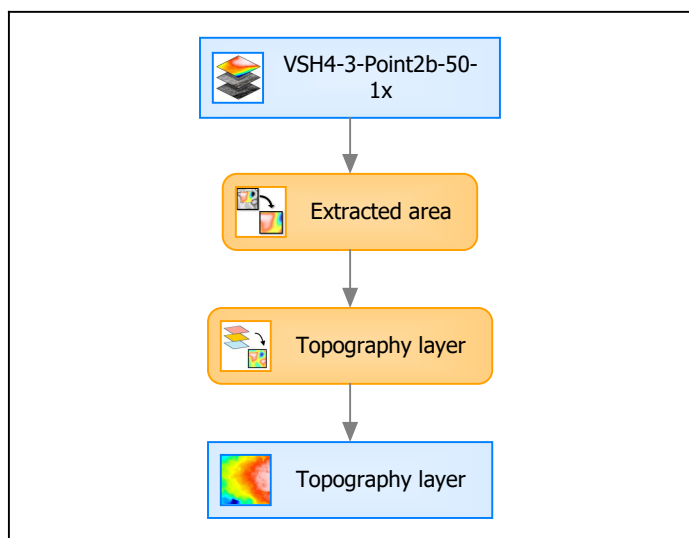 VSH4-3-Point2b-50-
1x
Extracted area
Topography layer
Topography layer